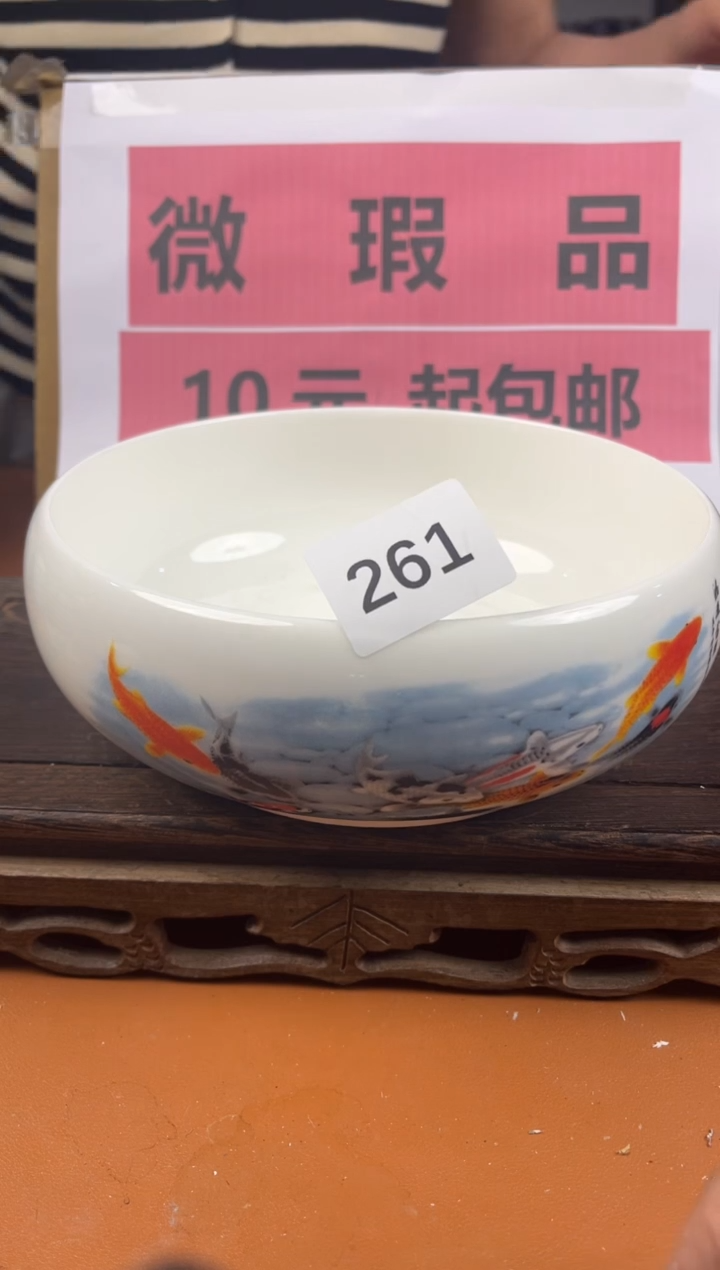 微 瑕 品
10元 起包邮
261